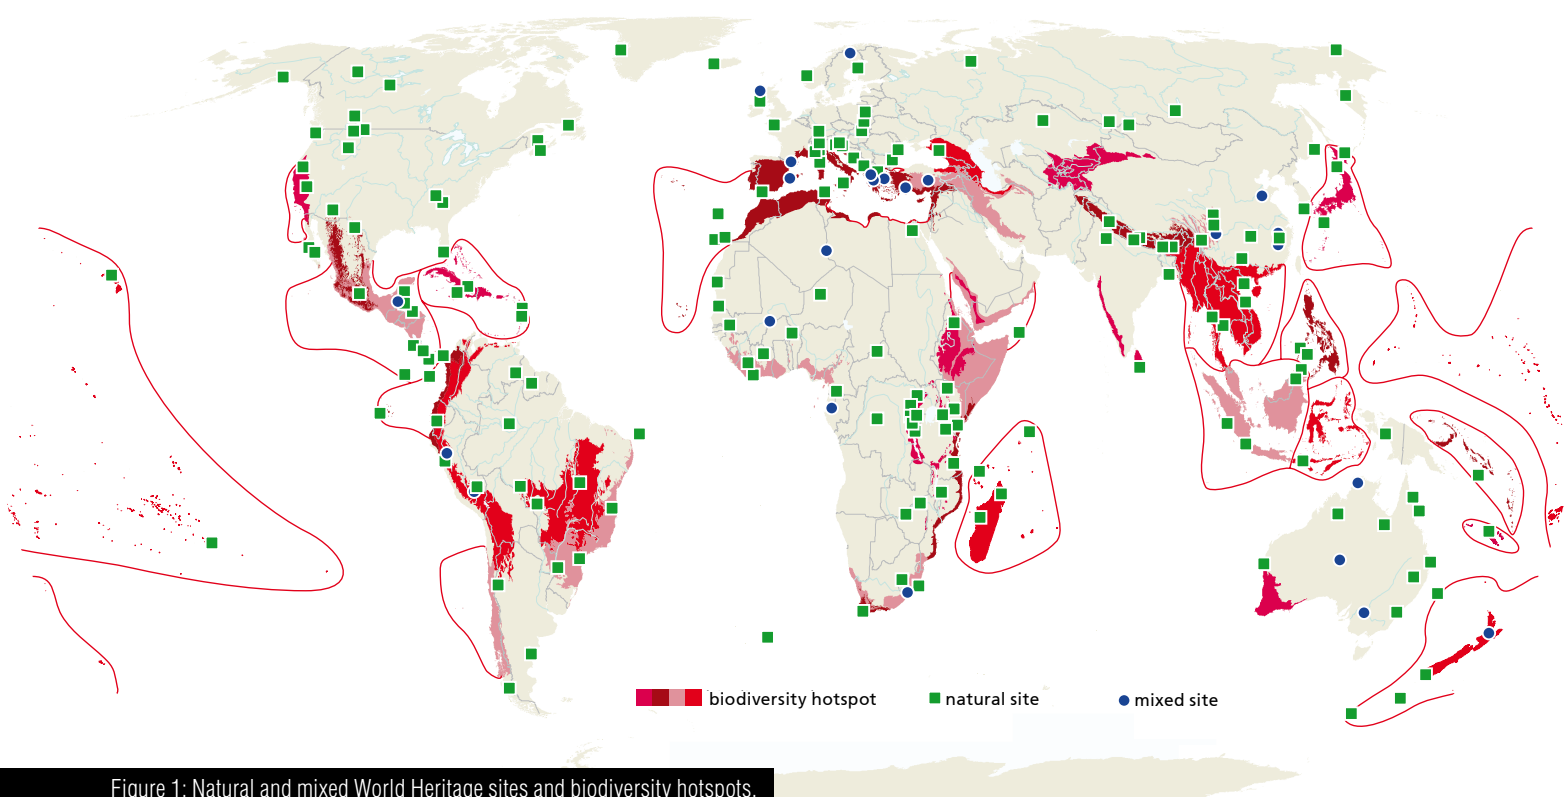 biodiversity hotspot
natural site
mixed site
Figure 1: Natural and mixed World Heritage sites and biodiversity hotspots.